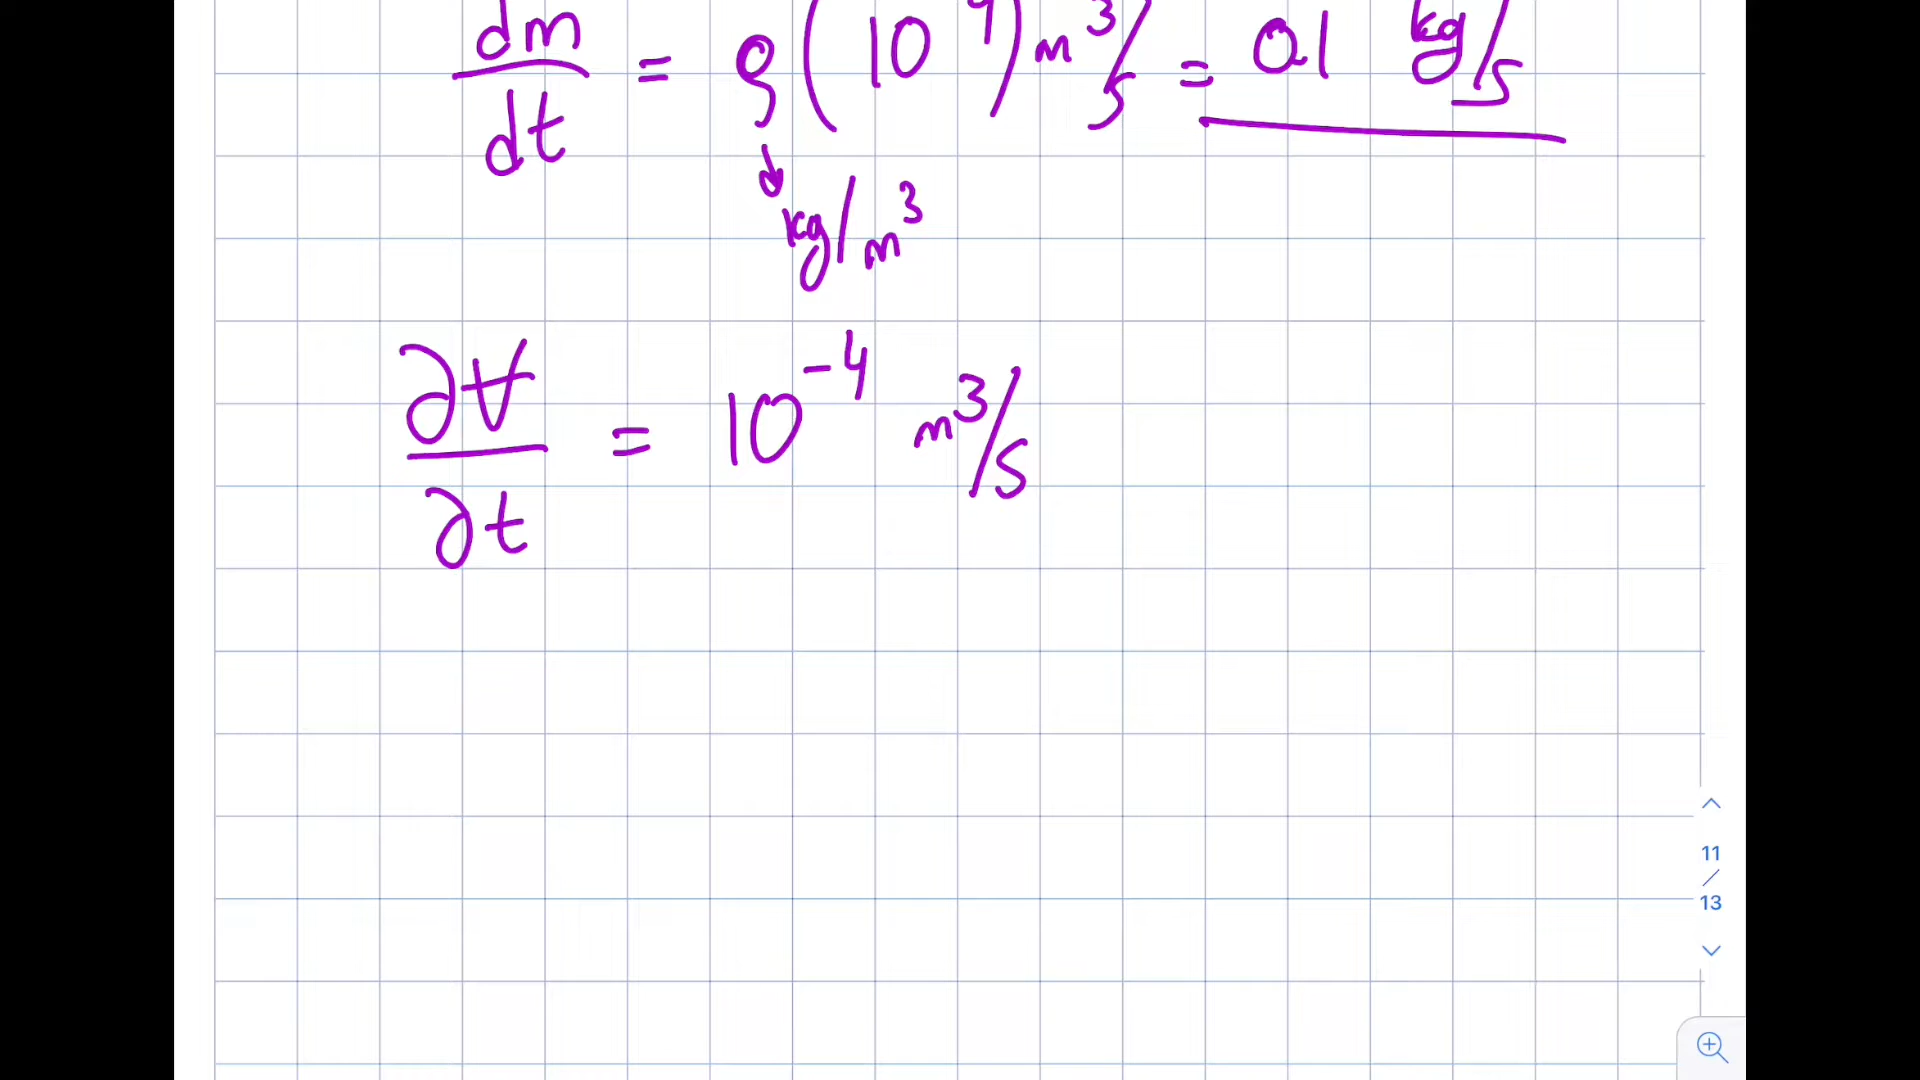 dm/dt = ρ(10⁻⁴) m³/s = 0.1 kg/s
kg/m³
∂V/∂t = 10⁻⁴ m³/s
11
/
13